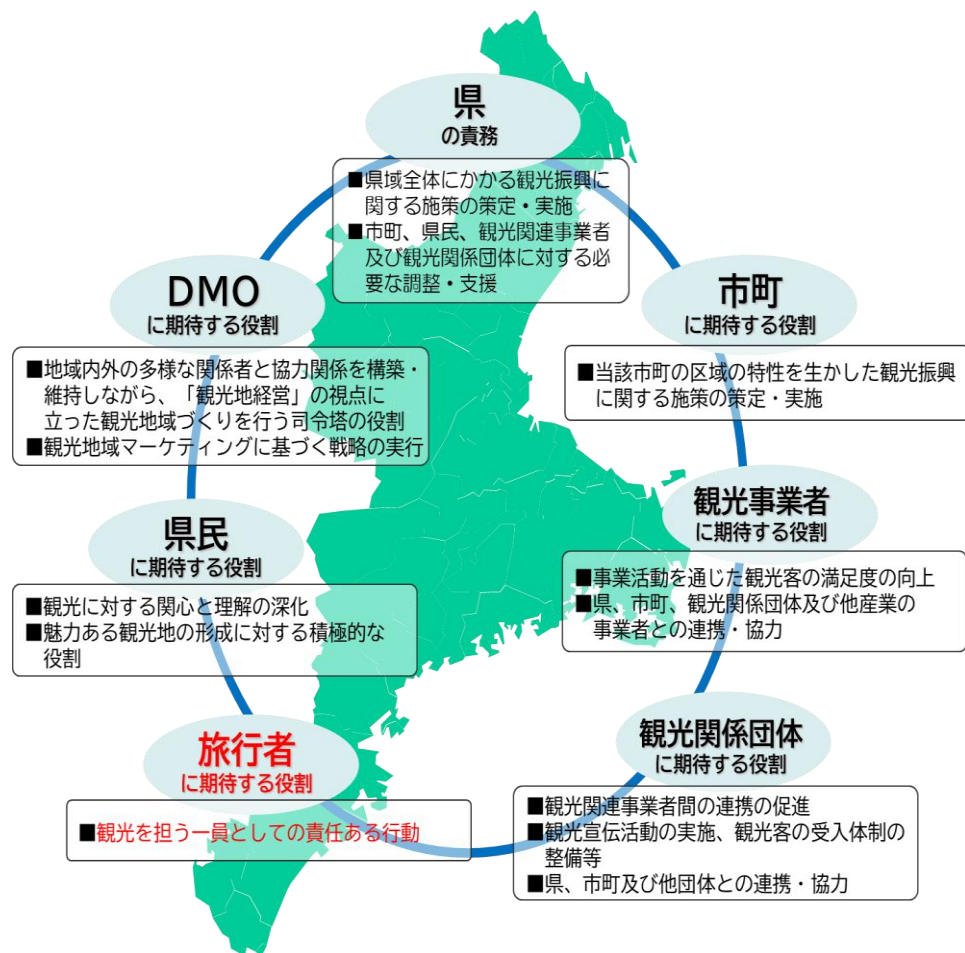 県
の責務
■県域全体にかかる観光振興に
関する施策の策定・実施
■市町、県民、観光関連事業者
及び観光関係団体に対する必
要な調整・支援
DMO
に期待する役割
■地域内外の多様な関係者と協力関係を構築・
維持しながら、「観光地経営」の視点に
立った観光地域づくりを行う司令塔の役割
■観光地域マーケティングに基づく戦略の実行
市町
に期待する役割
■当該市町の区域の特性を生かした観光振興
に関する施策の策定・実施
県民
に期待する役割
■観光に対する関心と理解の深化
■魅力ある観光地の形成に対する積極的な
役割
観光事業者
に期待する役割
■事業活動を通じた観光客の満足度の向上
■県、市町、観光関係団体及び他産業の
事業者との連携・協力
旅行者
に期待する役割
■観光を担う一員としての責任ある行動
観光関係団体
に期待する役割
■観光関連事業者間の連携の促進
■観光宣伝活動の実施、観光客の受入体制の
整備等
■県、市町及び他団体との連携・協力